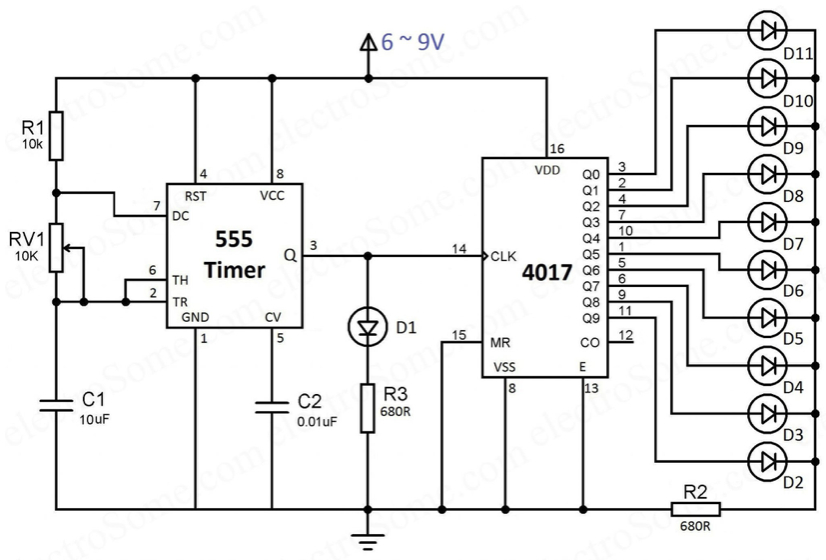 6 ~ 9V
D11
D10
D9
D8
D7
D6
D5
D4
D3
D2
R1
10k
RV1
10K
4
8
RST
VCC
7
DC
555
Timer
Q
3
6
TH
2
TR
GND
CV
1
5
C1
10uF
C2
0.01uF
D1
R3
680R
16
VDD
14
CLK
4017
15
MR
VSS
E
8
13
Q0
3
Q1
2
Q2
4
Q3
7
Q4
10
Q5
1
Q6
5
Q7
6
Q8
9
Q9
11
CO
12
R2
680R
electroSome.com